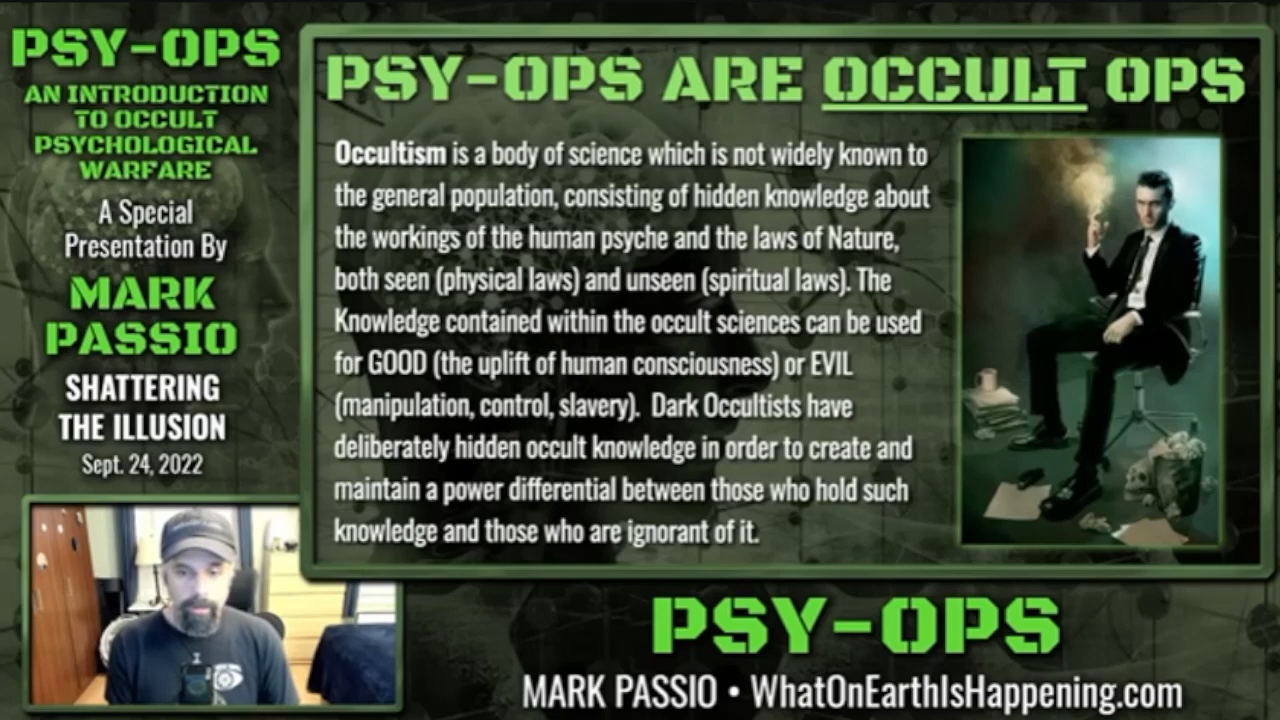 PSY-OPS
AN INTRODUCTION
TO OCCULT
PSYCHOLOGICAL
WARFARE
A Special
Presentation By
MARK
PASSIO
SHATTERING
THE ILLUSION
Sept. 24, 2022
PSY-OPS ARE OCCULT OPS
Occultism is a body of science which is not widely known to
the general population, consisting of hidden knowledge about
the workings of the human psyche and the laws of Nature,
both seen (physical laws) and unseen (spiritual laws). The
Knowledge contained within the occult sciences can be used
for GOOD (the uplift of human consciousness) or EVIL
(manipulation, control, slavery).  Dark Occultists have
deliberately hidden occult knowledge in order to create and
maintain a power differential between those who hold such
knowledge and those who are ignorant of it.
PSY-OPS
MARK PASSIO • WhatOnEarthIsHappening.com